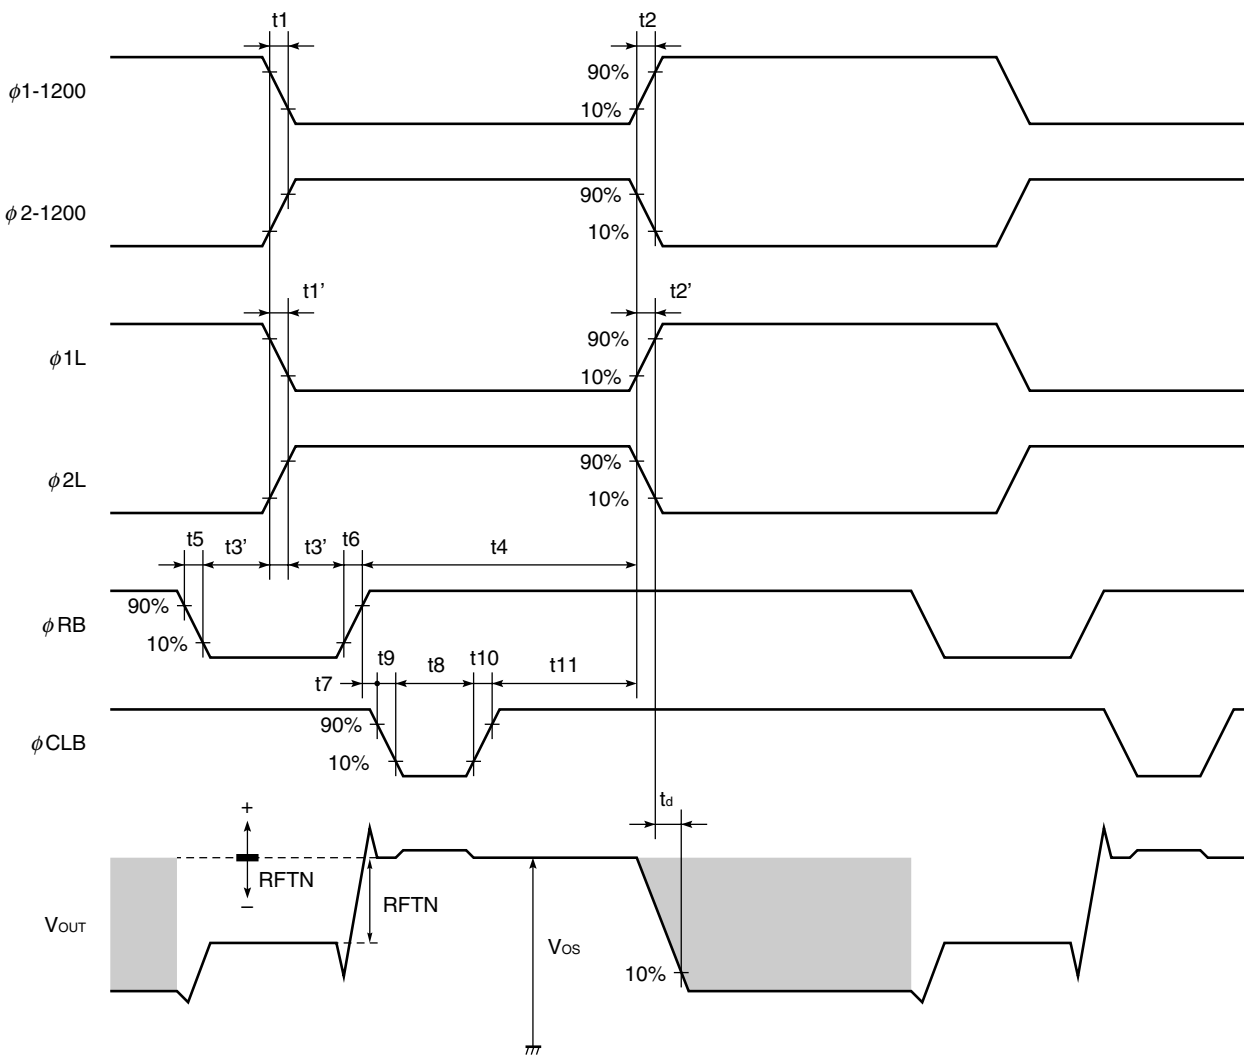 t1 t2
ϕ1-1200 90%
10%
ϕ2-1200 90%
10%
t1' t2'
ϕ1L 90%
10%
ϕ2L 90%
10%
t5 t3' t3' t6 t4
ϕRB 90%
10%
t7 t9 t8 t10 t11
ϕCLB 90%
10%
td
+
RFTN
−
RFTN
VOUT
VOS
10%